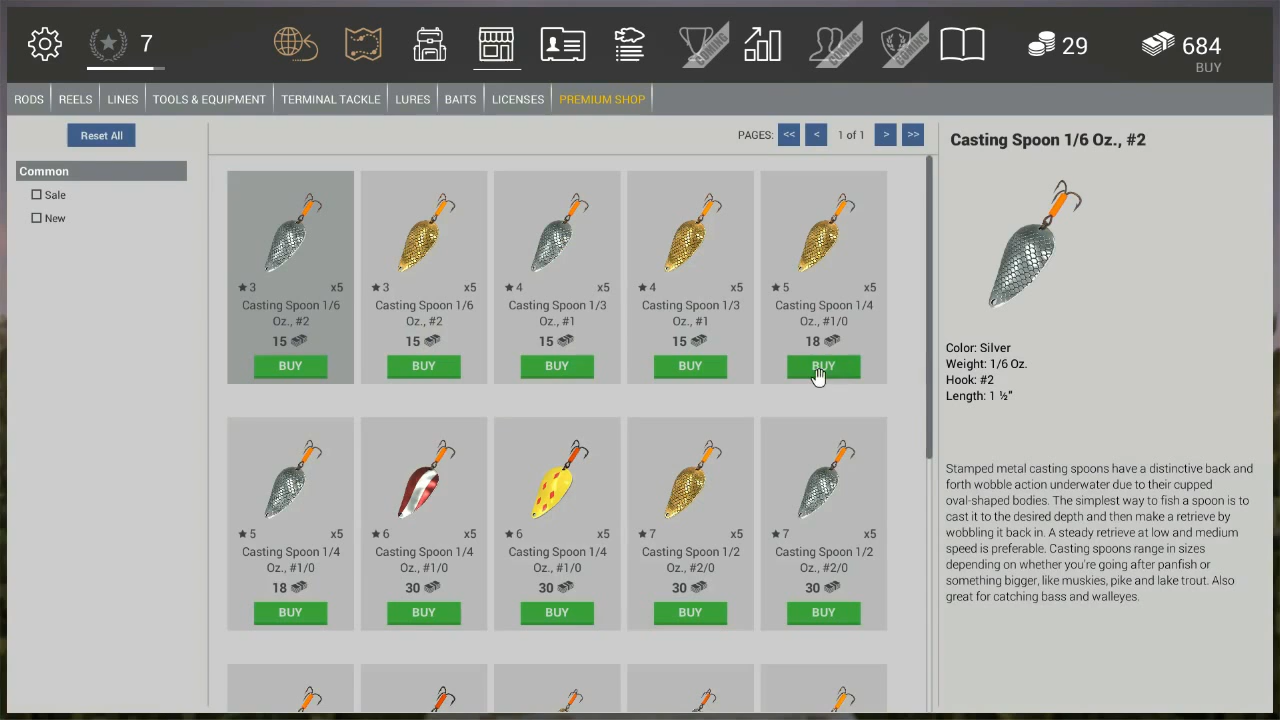 7
COMING
COMING
COMING
29
684
BUY
RODS
REELS
LINES
TOOLS & EQUIPMENT
TERMINAL TACKLE
LURES
BAITS
LICENSES
PREMIUM SHOP
Reset All
Common
Sale
New
PAGES: << < 1 of 1 > >>
3 x5
Casting Spoon 1/6
Oz., #2
15
BUY
3 x5
Casting Spoon 1/6
Oz., #2
15
BUY
4 x5
Casting Spoon 1/3
Oz., #1
15
BUY
4 x5
Casting Spoon 1/3
Oz., #1
15
BUY
5 x5
Casting Spoon 1/4
Oz., #1/0
18
BUY
5 x5
Casting Spoon 1/4
Oz., #1/0
18
BUY
6 x5
Casting Spoon 1/4
Oz., #1/0
30
BUY
6 x5
Casting Spoon 1/4
Oz., #1/0
30
BUY
7 x5
Casting Spoon 1/2
Oz., #2/0
30
BUY
7 x5
Casting Spoon 1/2
Oz., #2/0
30
BUY
Casting Spoon 1/6 Oz., #2
Color: Silver
Weight: 1/6 Oz.
Hook: #2
Length: 1 ½"
Stamped metal casting spoons have a distinctive back and
forth wobble action underwater due to their cupped
oval-shaped bodies. The simplest way to fish a spoon is to
cast it to the desired depth and then make a retrieve by
wobbling it back in. A steady retrieve at low and medium
speed is preferable. Casting spoons range in sizes
depending on whether you're going after panfish or
something bigger, like muskies, pike and lake trout. Also
great for catching bass and walleyes.